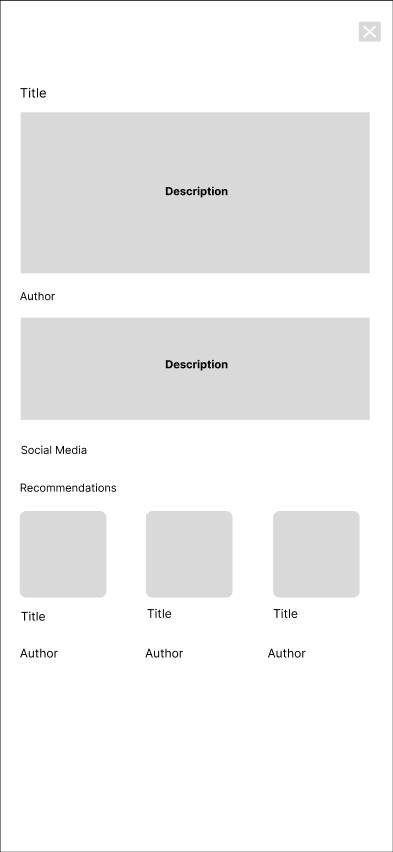 Title
Description
Author
Description
Social Media
Recommendations
Title Title Title
Author Author Author